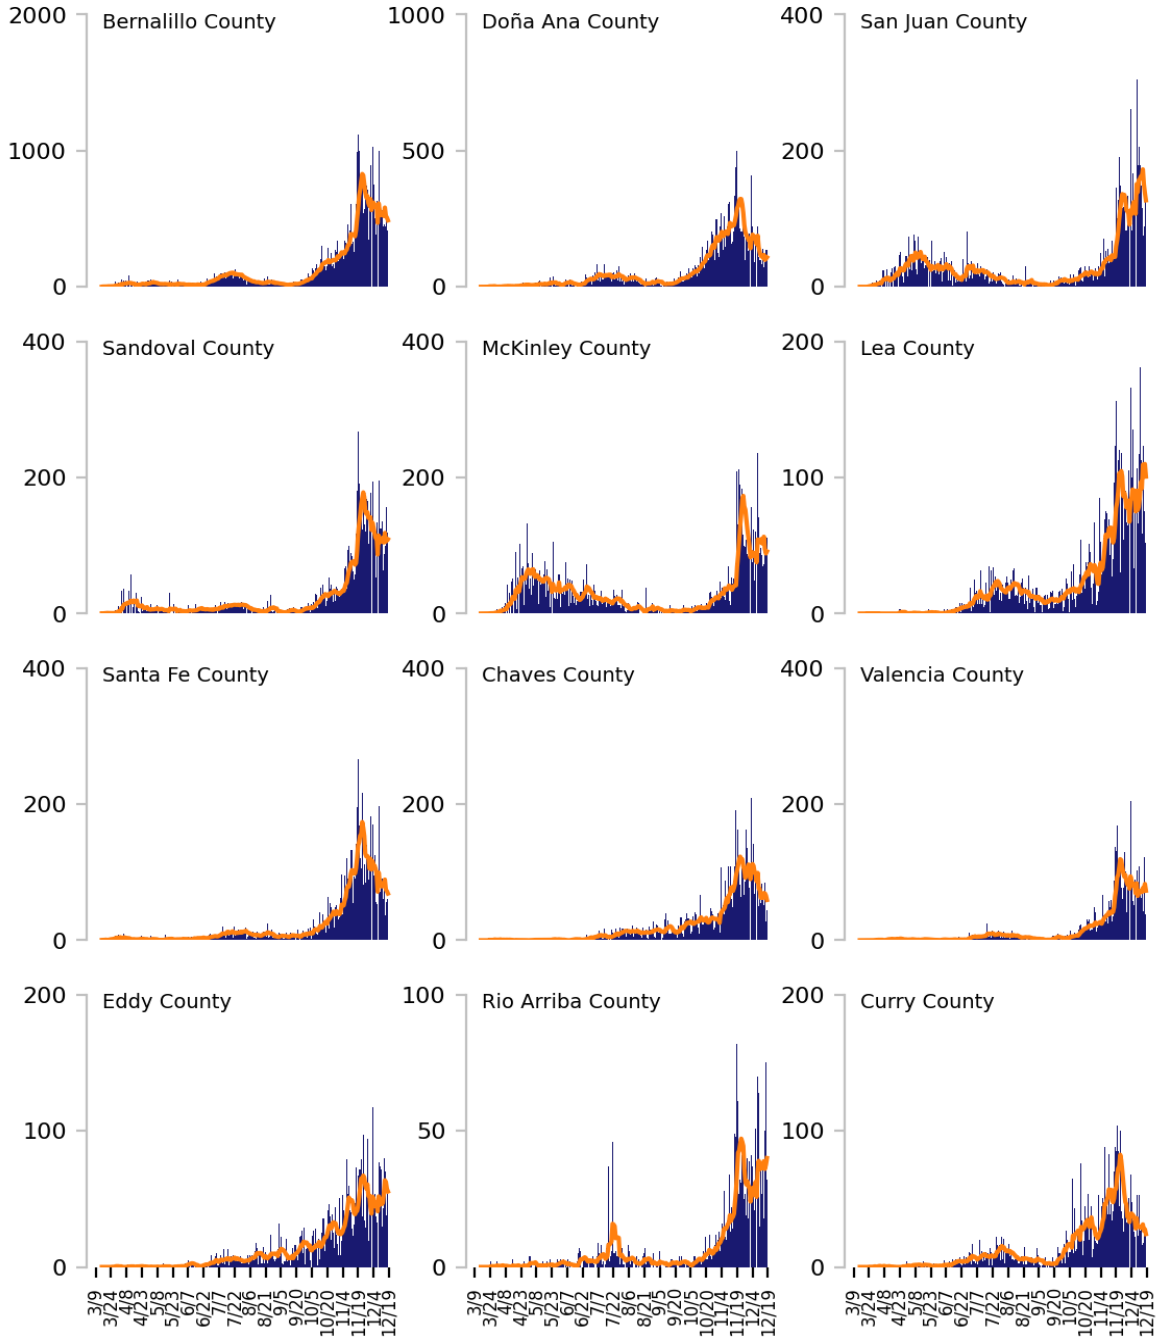 2000 Bernalillo County 1000 Doña Ana County 400 San Juan County
1000 500 200
0 0 0
400 Sandoval County 400 McKinley County 200 Lea County
200 200 100
0 0 0
400 Santa Fe County 400 Chaves County 400 Valencia County
200 200 200
0 0 0
200 Eddy County 100 Rio Arriba County 200 Curry County
100 50 100
0 0 0
3/9 3/24 4/8 4/23 5/8 5/23 6/7 6/22 7/7 7/22 8/6 8/21 9/5 9/20 10/5 10/20 11/4 11/19 12/4 12/19
3/9 3/24 4/8 4/23 5/8 5/23 6/7 6/22 7/7 7/22 8/6 8/21 9/5 9/20 10/5 10/20 11/4 11/19 12/4 12/19
3/9 3/24 4/8 4/23 5/8 5/23 6/7 6/22 7/7 7/22 8/6 8/21 9/5 9/20 10/5 10/20 11/4 11/19 12/4 12/19